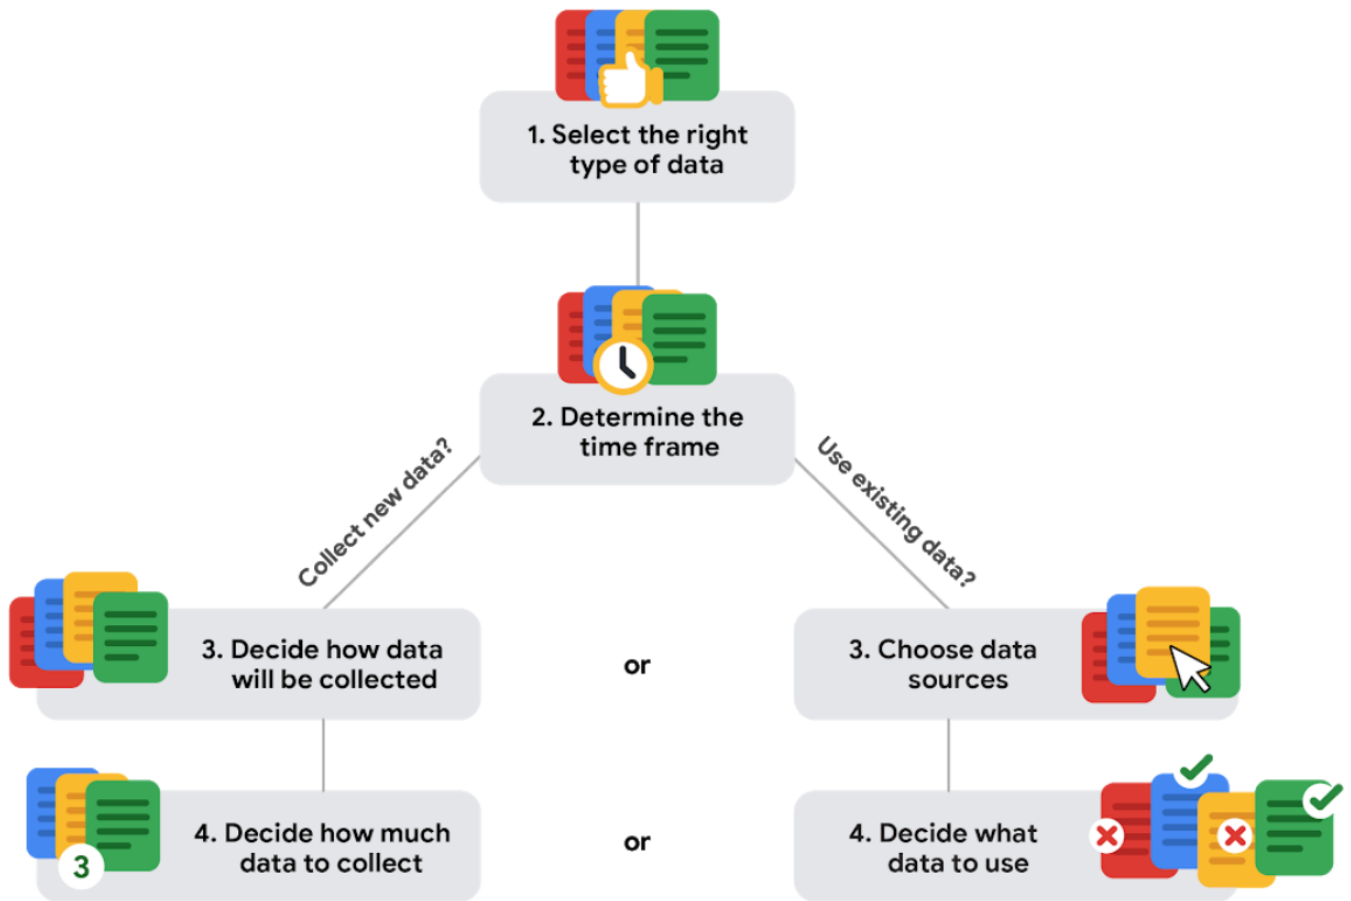 1. Select the right
type of data
2. Determine the
time frame
Collect new data?
Use existing data?
3. Decide how data
will be collected
or
3. Choose data
sources
4. Decide how much
data to collect
3
or
4. Decide what
data to use